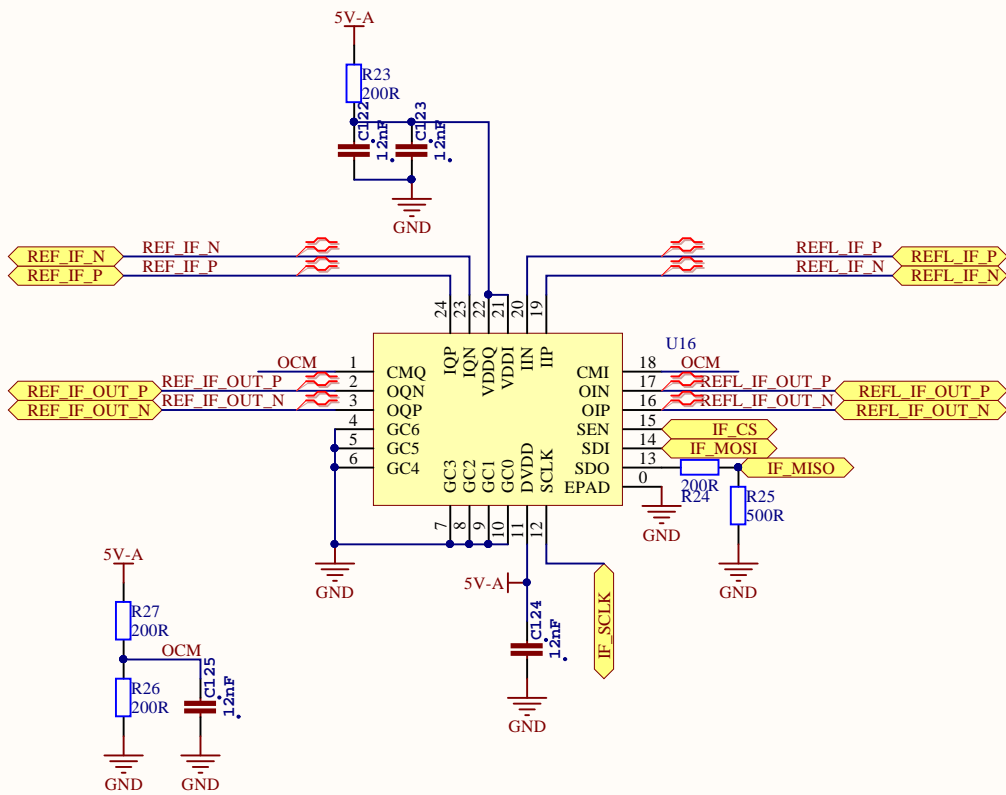 5V-A
R23
200R
C122
.12nF
C123
.12nF
GND
REF_IF_N
REF_IF_N
REFL_IF_P
REFL_IF_P
REF_IF_P
REF_IF_P
REFL_IF_N
REFL_IF_N
24
23
22
21
20
19
IQP
IQN
VDDQ
VDDI
IIN
IIP
U16
OCM
1
CMQ
CMI
18
OCM
REF_IF_OUT_P
REF_IF_OUT_P
2
OQN
OIN
17
REFL_IF_OUT_P
REFL_IF_OUT_P
REF_IF_OUT_N
REF_IF_OUT_N
3
OQP
OIP
16
REFL_IF_OUT_N
REFL_IF_OUT_N
4
GC6
SEN
15
IF_CS
5
GC5
SDI
14
IF_MOSI
6
GC4
SDO
13
IF_MISO
200R
R24
EPAD
0
R25
500R
GC3
GC2
GC1
GC0
DVDD
SCLK
7
8
9
10
11
12
GND
GND
GND
5V-A
5V-A
C124
.12nF
IF_SCLK
R27
200R
OCM
C125
.12nF
R26
200R
GND
GND
GND